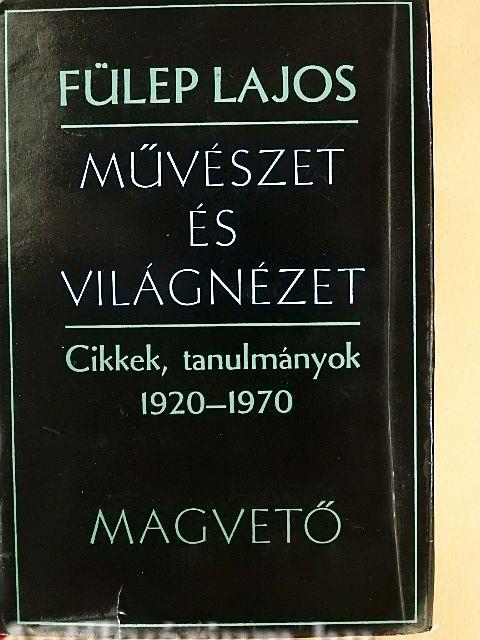 FÜLEP LAJOS
MŰVÉSZET
ÉS
VILÁGNÉZET
Cikkek, tanulmányok
1920–1970
MAGVETŐ